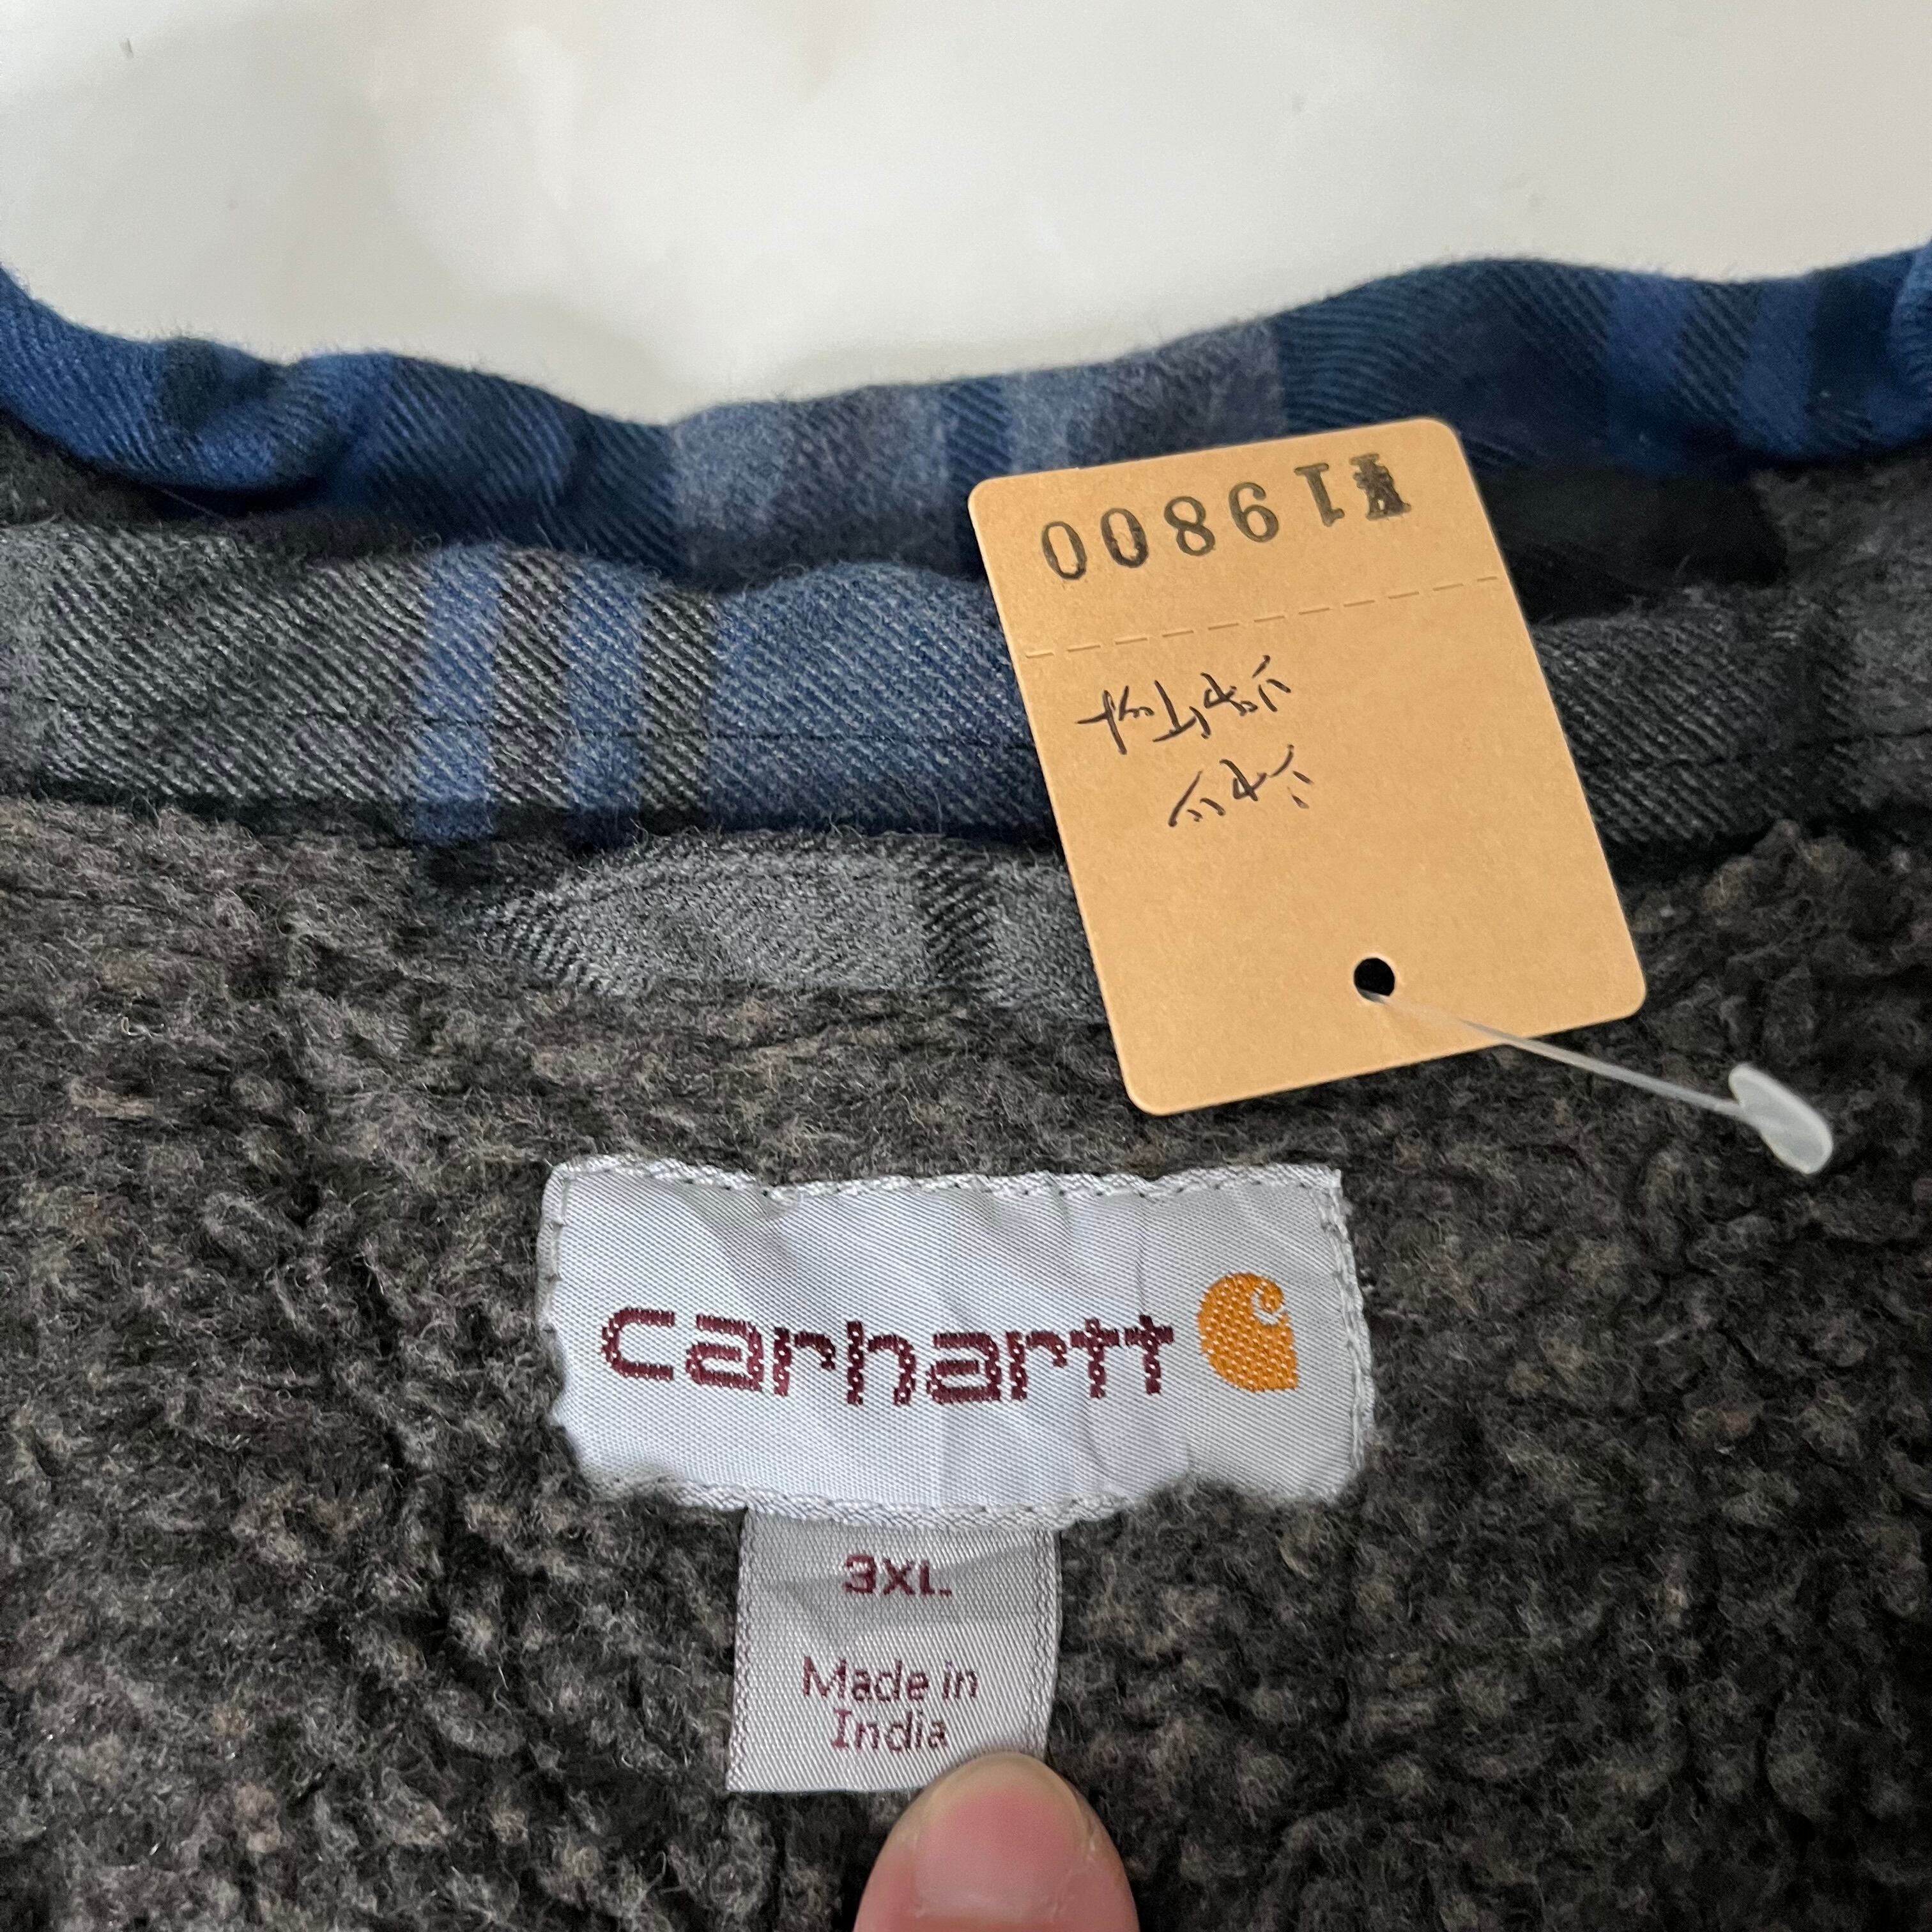 ¥19800
carhartt
3XL
Made in
India